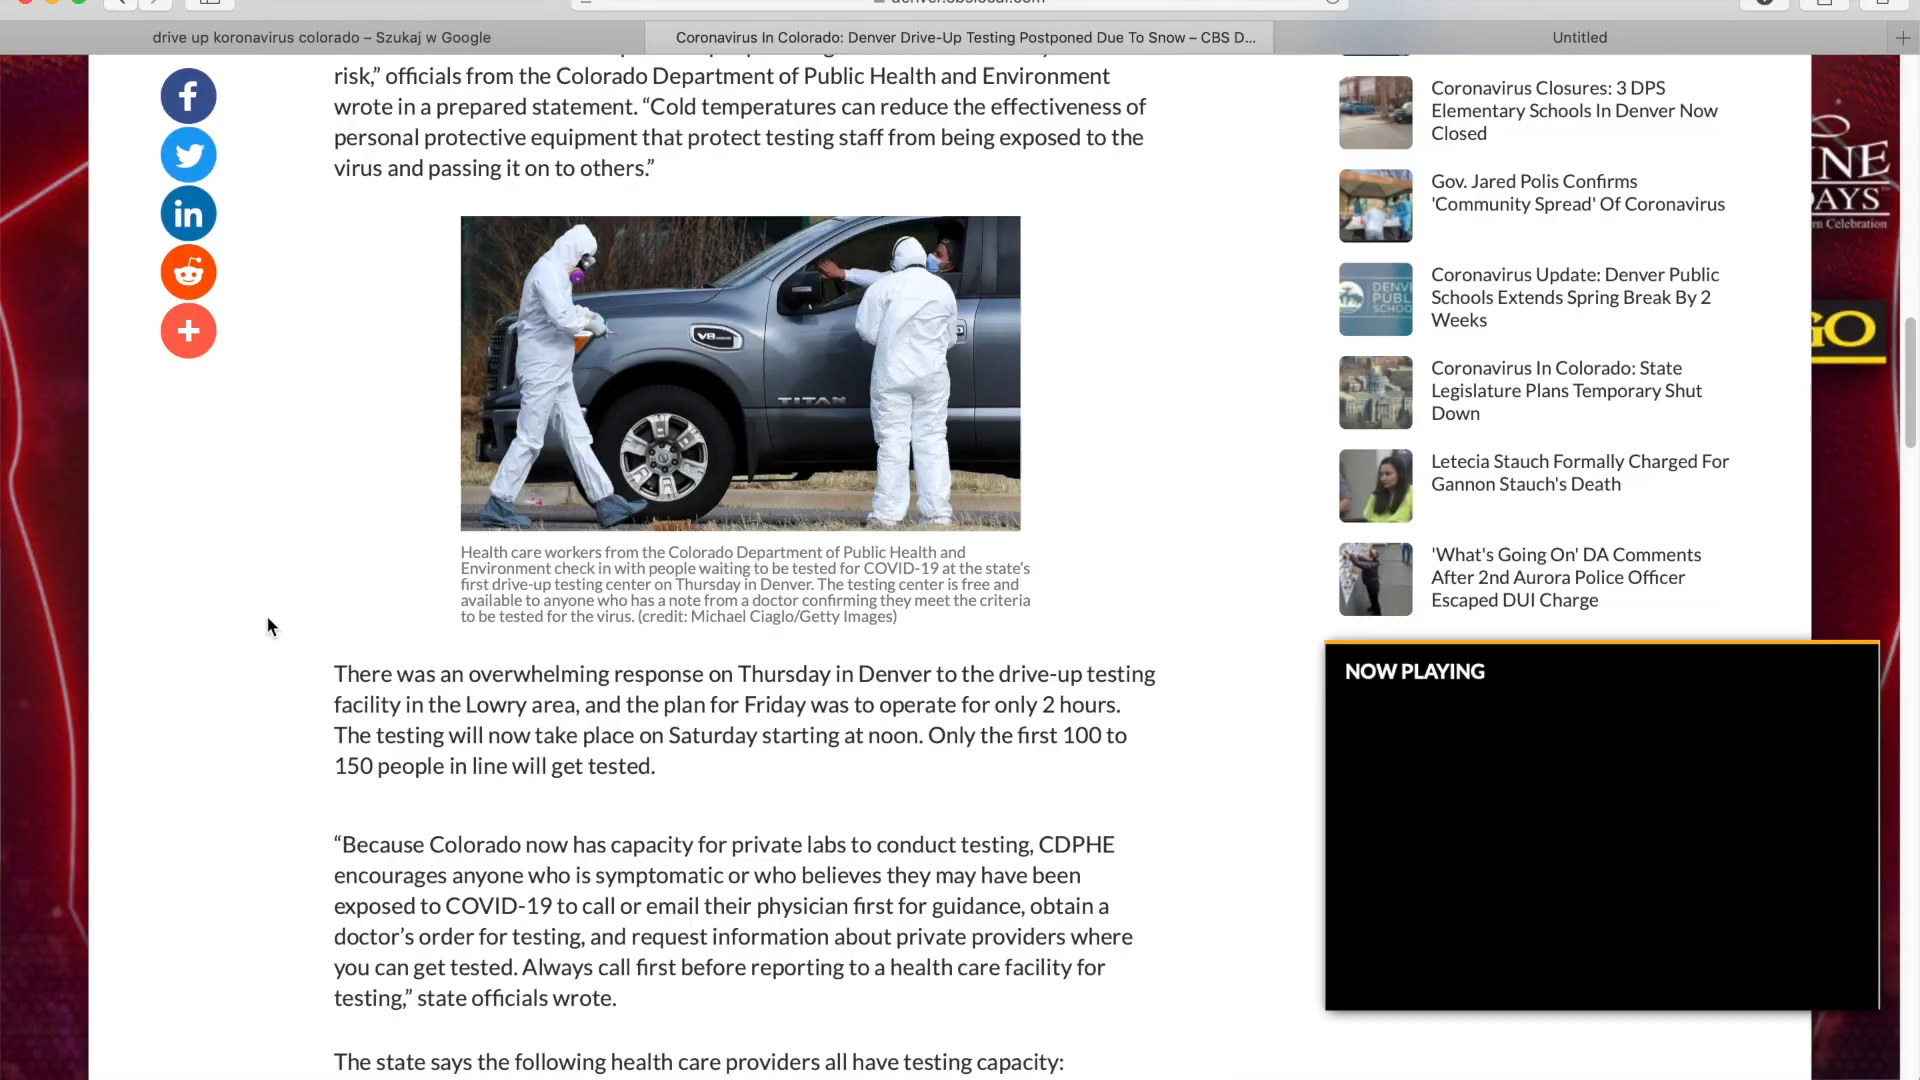 drive up koronavirus colorado – Szukaj w Google
Coronavirus In Colorado: Denver Drive-Up Testing Postponed Due To Snow – CBS D...
Untitled
risk,” officials from the Colorado Department of Public Health and Environment
wrote in a prepared statement. “Cold temperatures can reduce the effectiveness of
personal protective equipment that protect testing staff from being exposed to the
virus and passing it on to others.”
V8
TITAN
Health care workers from the Colorado Department of Public Health and
Environment check in with people waiting to be tested for COVID-19 at the state’s
first drive-up testing center on Thursday in Denver. The testing center is free and
available to anyone who has a note from a doctor confirming they meet the criteria
to be tested for the virus. (credit: Michael Ciaglo/Getty Images)
There was an overwhelming response on Thursday in Denver to the drive-up testing
facility in the Lowry area, and the plan for Friday was to operate for only 2 hours.
The testing will now take place on Saturday starting at noon. Only the first 100 to
150 people in line will get tested.
“Because Colorado now has capacity for private labs to conduct testing, CDPHE
encourages anyone who is symptomatic or who believes they may have been
exposed to COVID-19 to call or email their physician first for guidance, obtain a
doctor’s order for testing, and request information about private providers where
you can get tested. Always call first before reporting to a health care facility for
testing,” state officials wrote.
The state says the following health care providers all have testing capacity:
Coronavirus Closures: 3 DPS
Elementary Schools In Denver Now
Closed
Gov. Jared Polis Confirms
'Community Spread' Of Coronavirus
Coronavirus Update: Denver Public
Schools Extends Spring Break By 2
Weeks
Coronavirus In Colorado: State
Legislature Plans Temporary Shut
Down
Letecia Stauch Formally Charged For
Gannon Stauch's Death
'What's Going On' DA Comments
After 2nd Aurora Police Officer
Escaped DUI Charge
NOW PLAYING
NE
DAYS
rn Celebration
GO